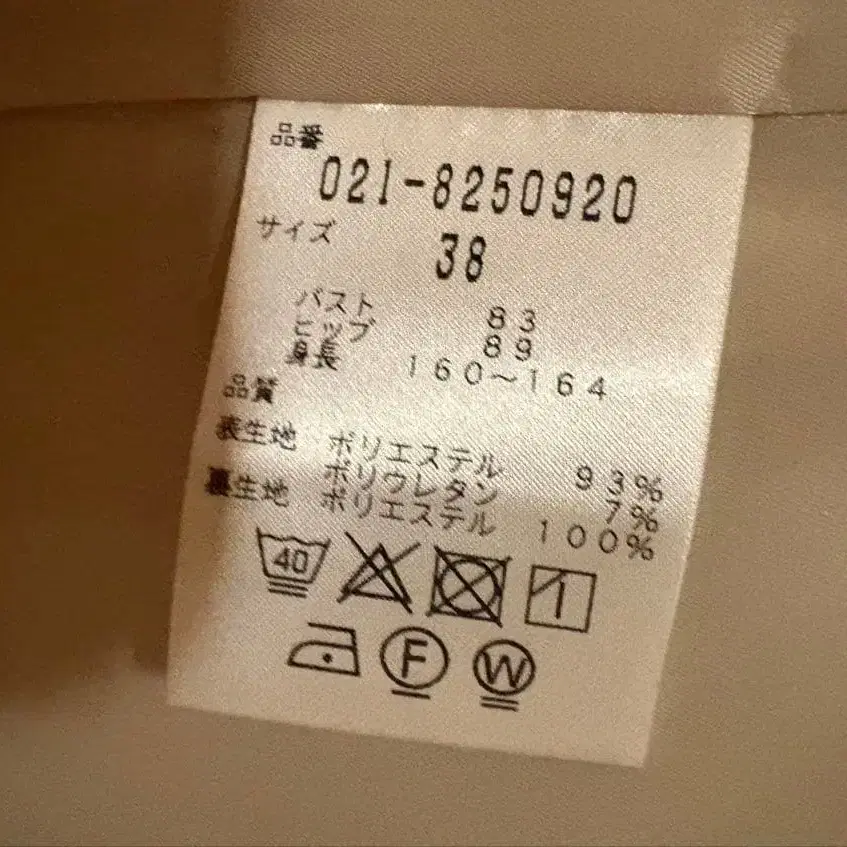 品番
021-8250920
サイズ
38
バスト 83
ヒップ 89
身長 160～164
品質
表生地 ポリエステル 93%
ポリウレタン 7%
裏生地 ポリエステル 100%
40
F
W